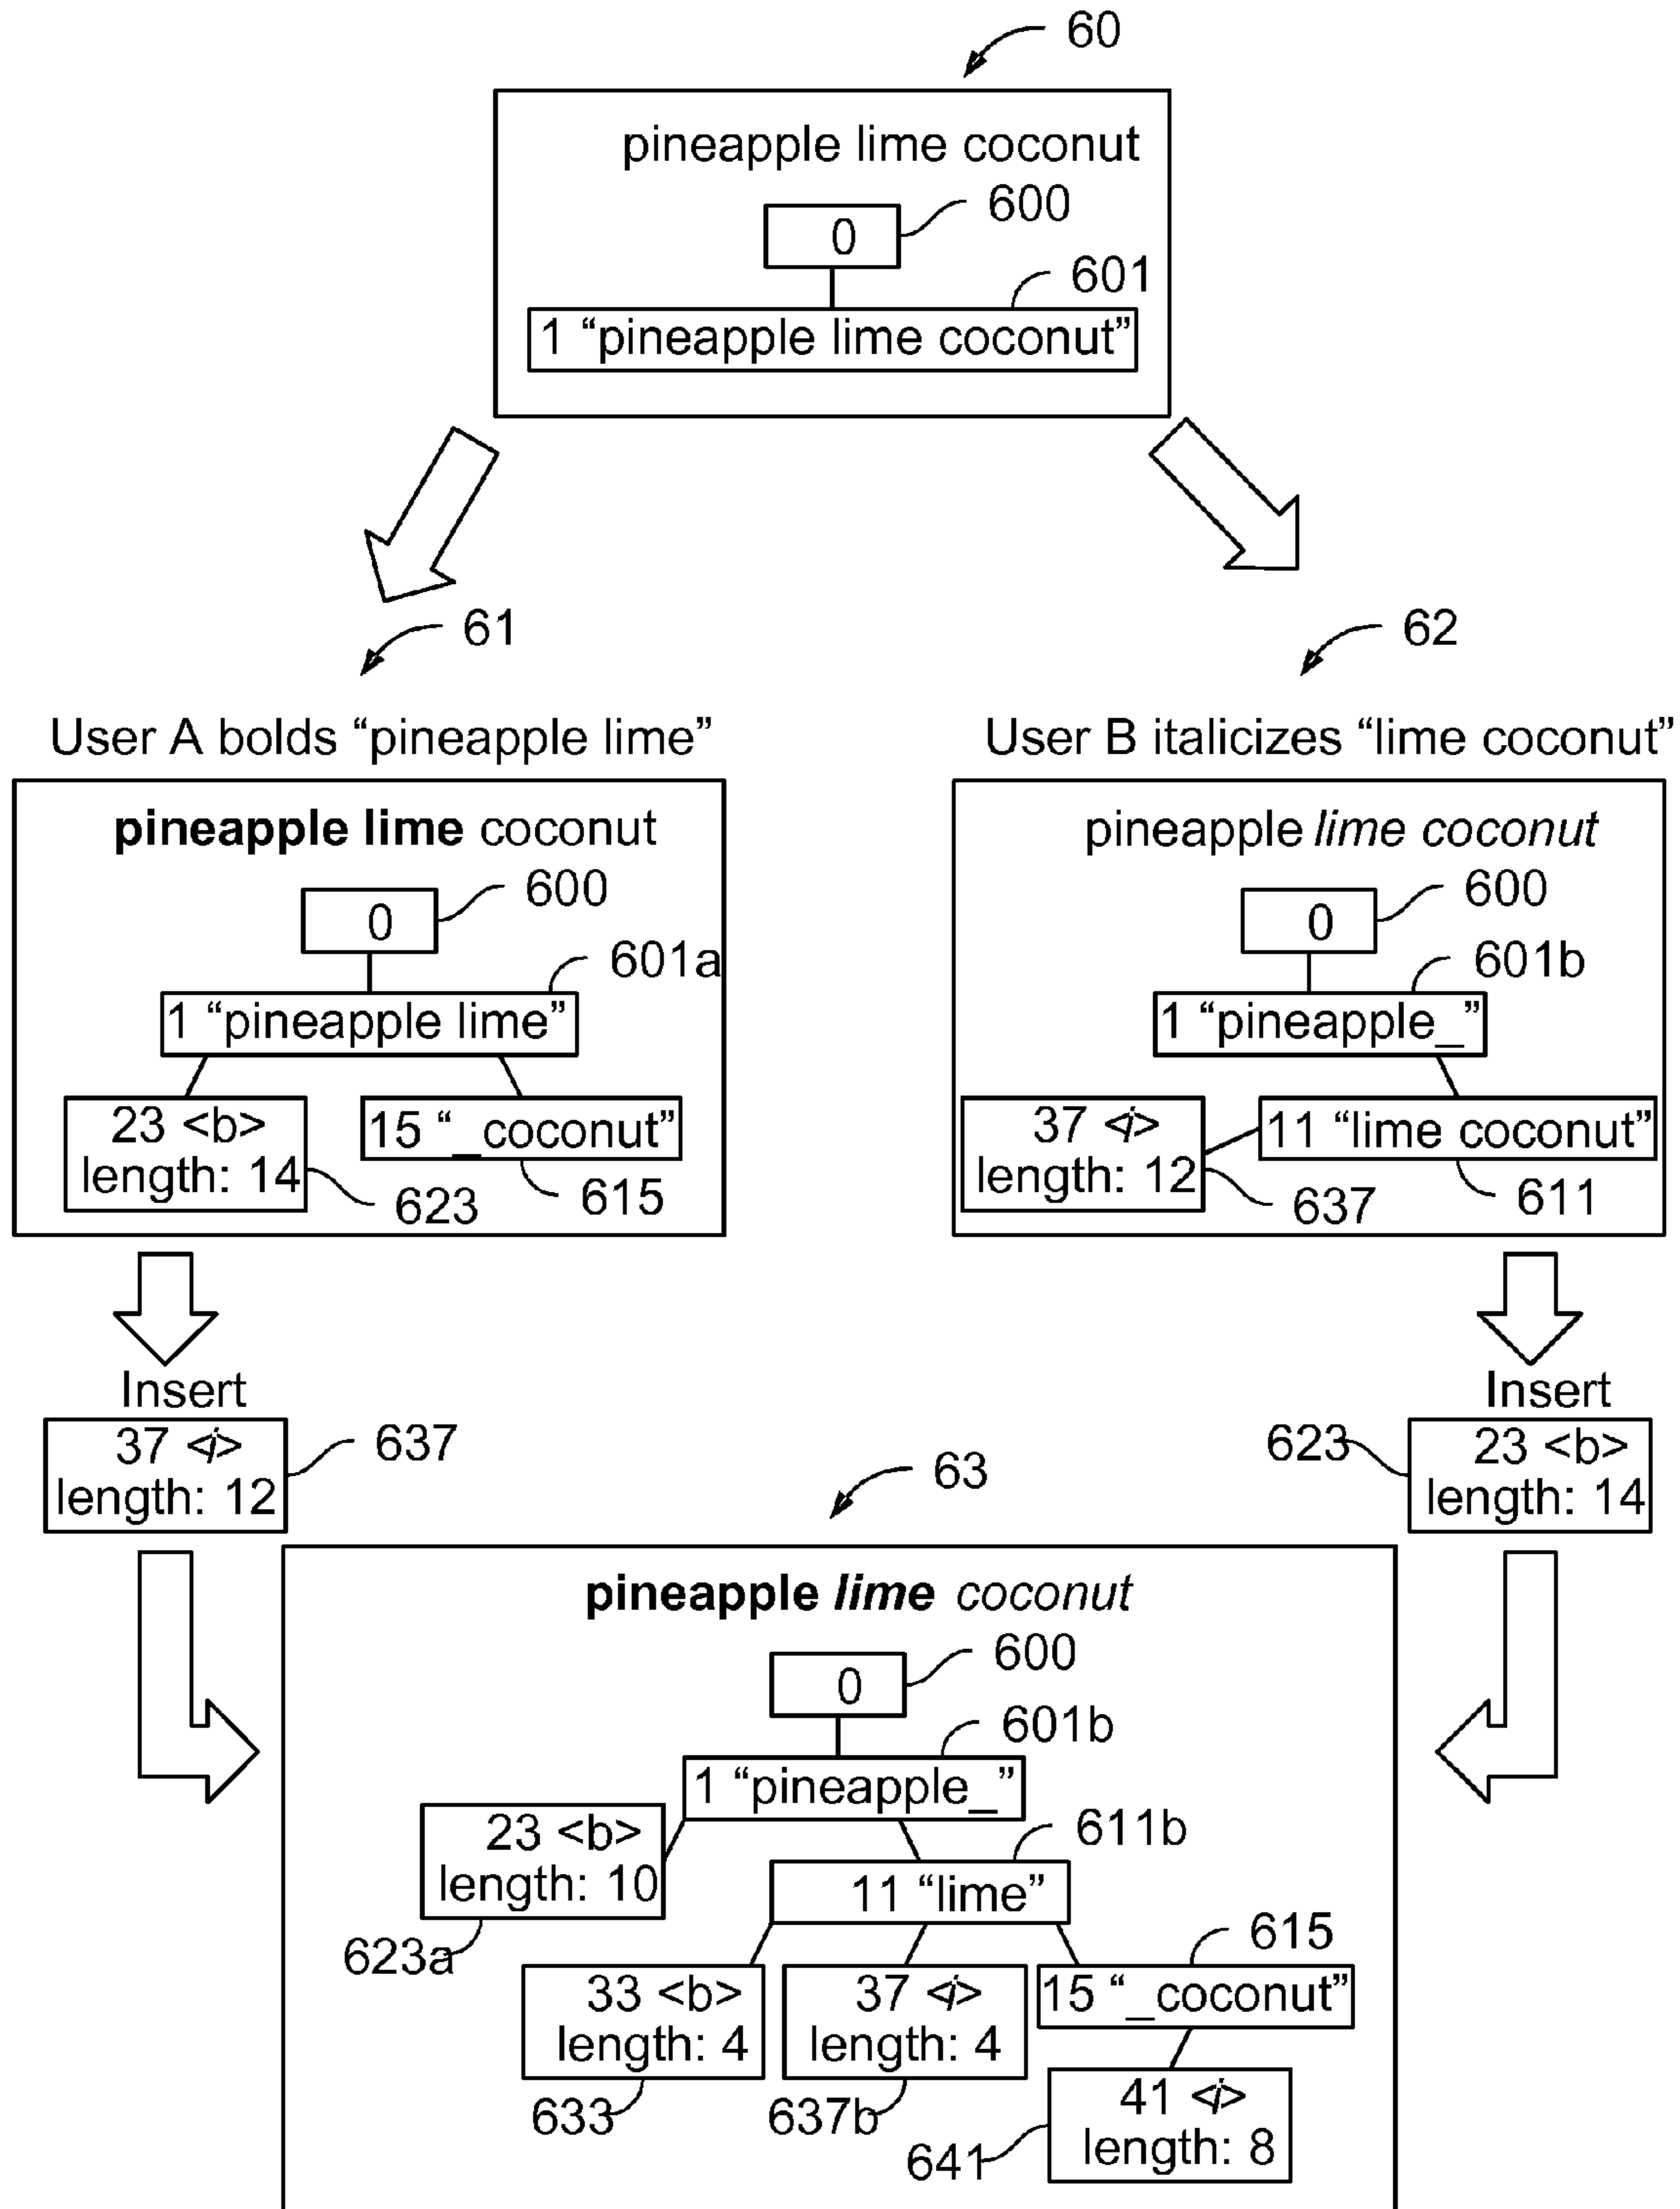 60
pineapple lime coconut
600
0
601
1 “pineapple lime coconut”
61
62
User A bolds “pineapple lime”
User B italicizes “lime coconut”
pineapple lime coconut
600
0
601a
1 “pineapple lime”
23 <b>
length: 14
15 “_coconut”
623
615
pineapple lime coconut
600
0
601b
1 “pineapple_”
37 <i>
length: 12
11 “lime coconut”
637
611
Insert
37 <i>
length: 12
637
Insert
623
23 <b>
length: 14
63
pineapple lime coconut
600
0
601b
1 “pineapple_”
611b
23 <b>
length: 10
11 “lime”
623a
615
33 <b>
length: 4
37 <i>
length: 4
15 “_coconut”
633
637b
41 <i>
length: 8
641